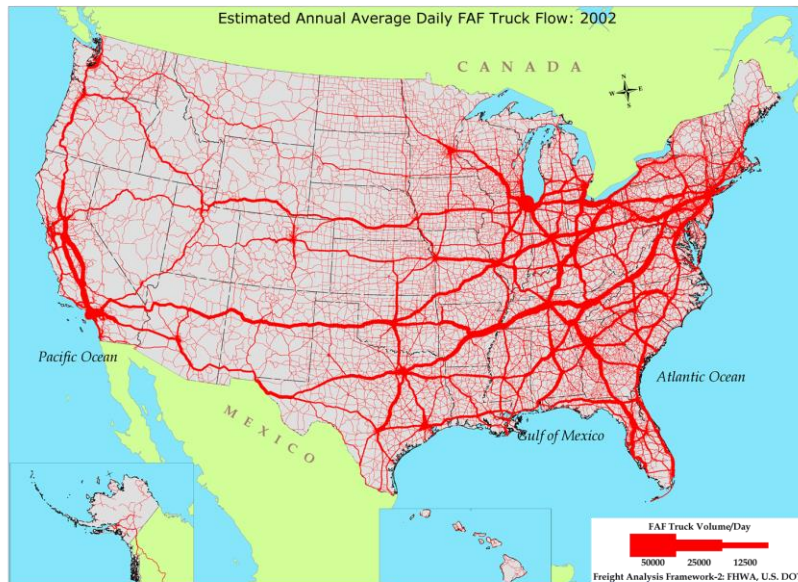 Estimated Annual Average Daily FAF Truck Flow: 2002
CANADA
N
W E
S
Pacific Ocean
Atlantic Ocean
MEXICO
Gulf of Mexico
FAF Truck Volume/Day
50000 25000 12500
Freight Analysis Framework-2: FHWA, U.S. DOT